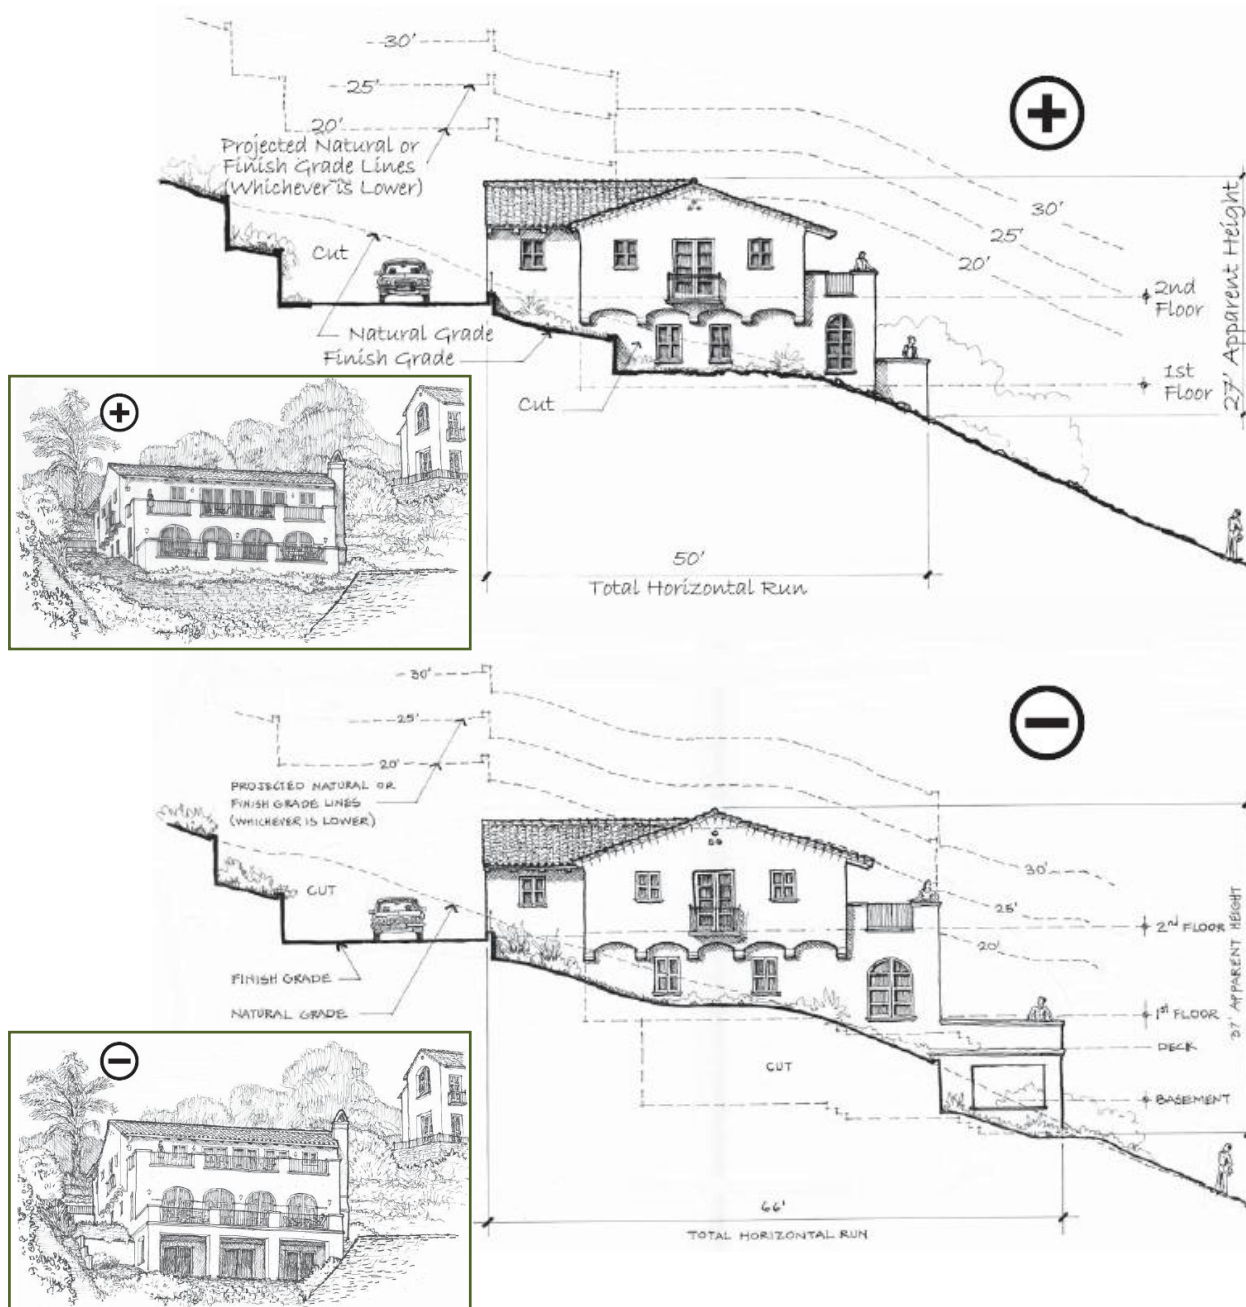 30'
25'
20'
Projected Natural or
Finish Grade Lines
(Whichever is Lower)
Cut
30'
25'
20'
27' Apparent Height
2nd
Floor
Natural Grade
Finish Grade
1st
Floor
Cut
50'
Total Horizontal Run
30'
25'
20'
PROJECTED NATURAL OR
FINISH GRADE LINES
(WHICHEVER IS LOWER)
30'
CUT
25'
37' APPARENT HEIGHT
2nd FLOOR
20'
FINISH GRADE
NATURAL GRADE
1st FLOOR
DECK
CUT
BASEMENT
66'
TOTAL HORIZONTAL RUN